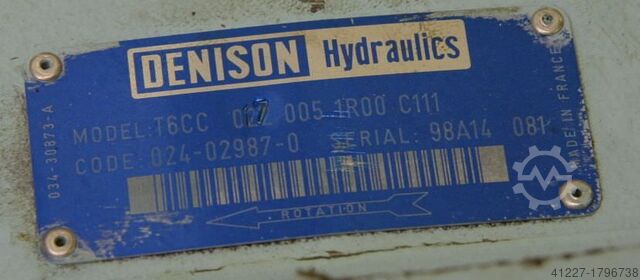 DENISON Hydraulics
MODEL: T6CC 005 1R00 C111
CODE: 024-02987-0 SERIAL: 98A14 081
ROTATION
034-30873-A
MADE IN FRANCE
41227-1796738